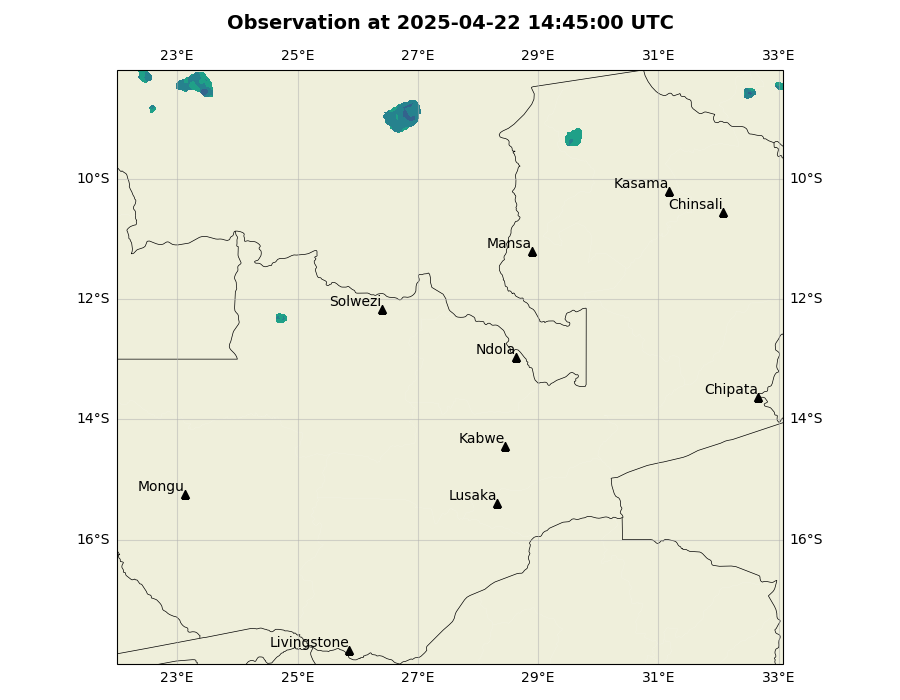 Observation at 2025-04-22 14:45:00 UTC
23°E 25°E 27°E 29°E 31°E 33°E
10°S 10°S
Kasama
Chinsali
Mansa
12°S 12°S
Solwezi
Ndola
Chipata
14°S 14°S
Kabwe
Mongu
Lusaka
16°S 16°S
Livingstone
23°E 25°E 27°E 29°E 31°E 33°E